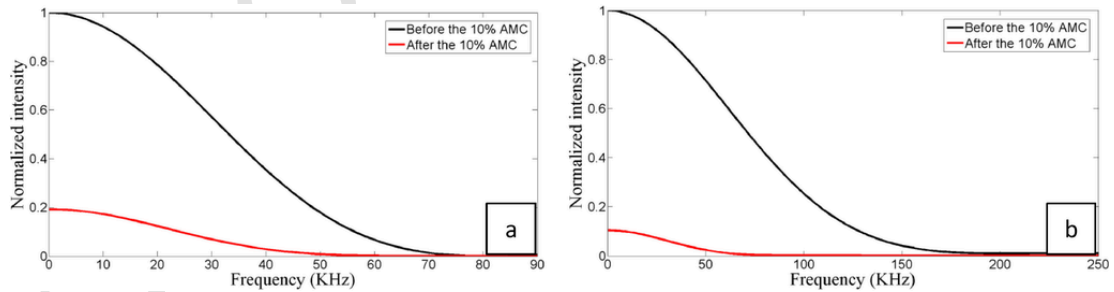 Normalized intensity
1
0.8
0.6
0.4
0.2
0
Before the 10% AMC
After the 10% AMC
a
0 10 20 30 40 50 60 70 80 90
Frequency (KHz)
Normalized intensity
1
0.8
0.6
0.4
0.2
0
Before the 10% AMC
After the 10% AMC
b
0 50 100 150 200 250
Frequency (KHz)